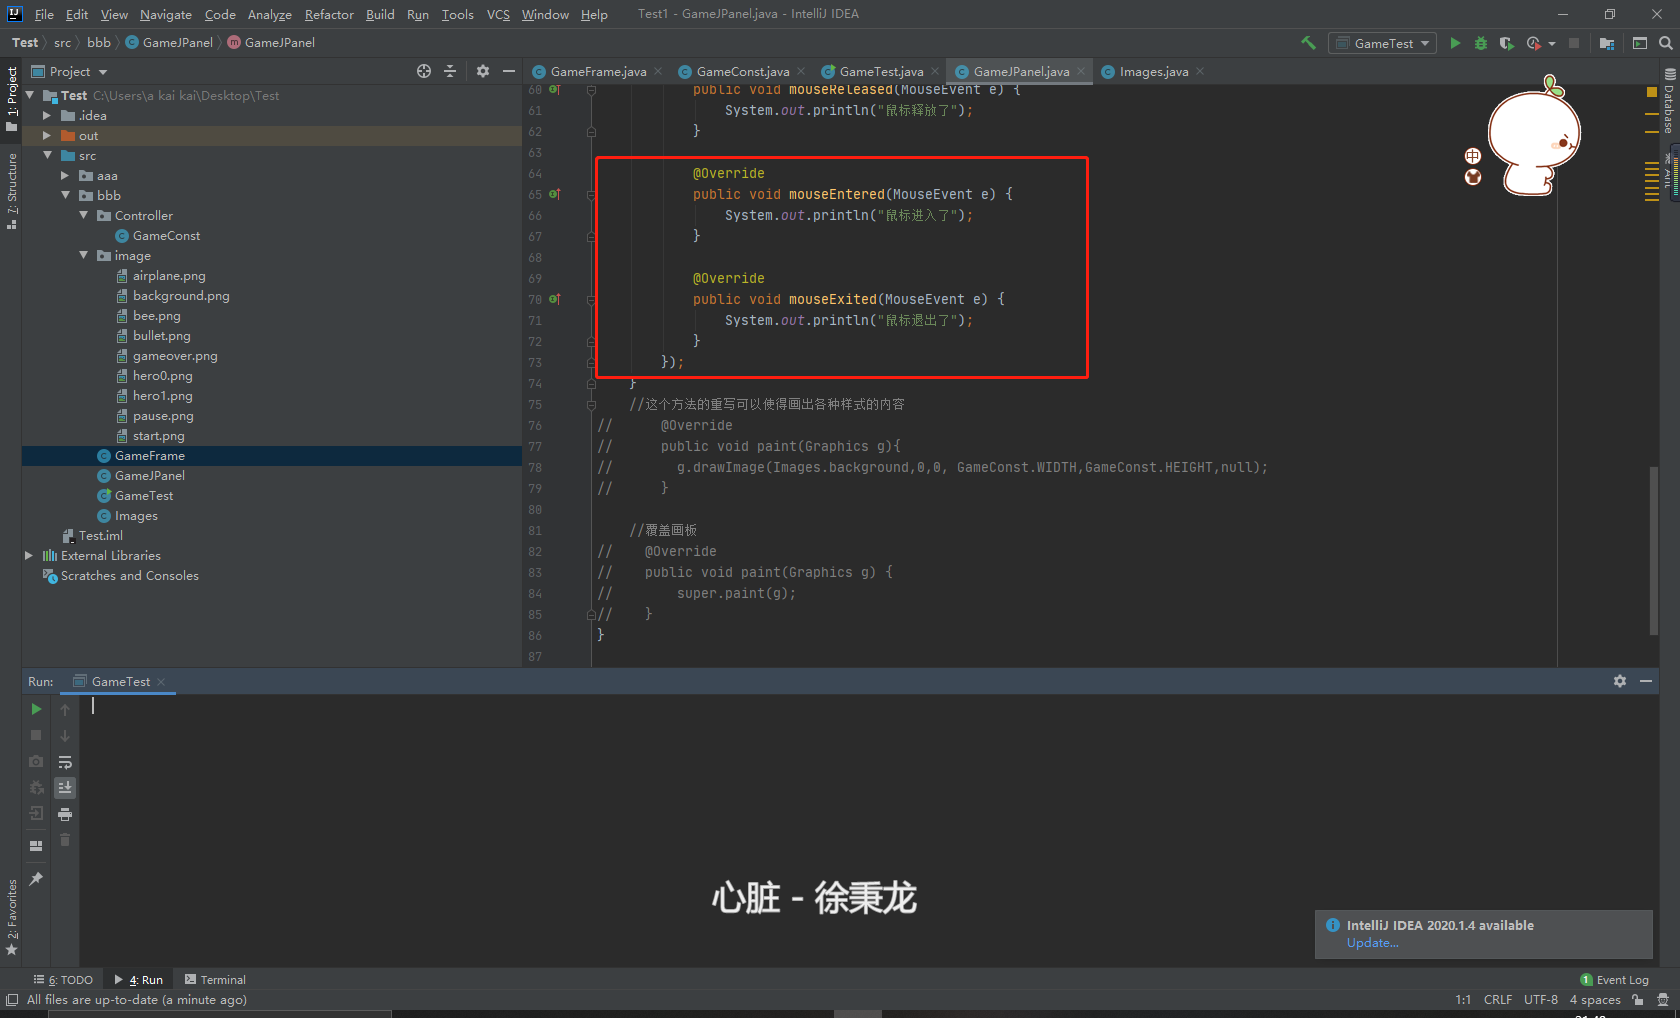 File Edit View Navigate Code Analyze Refactor Build Run Tools VCS Window Help Test1 - GameJPanel.java - IntelliJ IDEA
Test src bbb GameJPanel GameJPanel GameTest
Project GameFrame.java GameConst.java GameTest.java GameJPanel.java Images.java
1: Project
7: Structure
2: Favorites
Database
Ant
Test C:\Users\a kai kai\Desktop\Test
.idea
out
src
aaa
bbb
Controller
GameConst
image
airplane.png
background.png
bee.png
bullet.png
gameover.png
hero0.png
hero1.png
pause.png
start.png
GameFrame
GameJPanel
GameTest
Images
Test.iml
External Libraries
Scratches and Consoles
60 public void mouseReleased(MouseEvent e) {
61 System.out.println("鼠标释放了");
62 }
63
64 @Override
65 public void mouseEntered(MouseEvent e) {
66 System.out.println("鼠标进入了");
67 }
68
69 @Override
70 public void mouseExited(MouseEvent e) {
71 System.out.println("鼠标退出了");
72 }
73 });
74 }
75 //这个方法的重写可以使得画出各种样式的内容
76 // @Override
77 // public void paint(Graphics g){
78 // g.drawImage(Images.background,0,0, GameConst.WIDTH,GameConst.HEIGHT,null);
79 // }
80
81 //覆盖画板
82 // @Override
83 // public void paint(Graphics g) {
84 // super.paint(g);
85 // }
86 }
87
中
Run: GameTest
心脏 - 徐秉龙
IntelliJ IDEA 2020.1.4 available
Update...
6: TODO 4: Run Terminal 1 Event Log
All files are up-to-date (a minute ago) 1:1 CRLF UTF-8 4 spaces